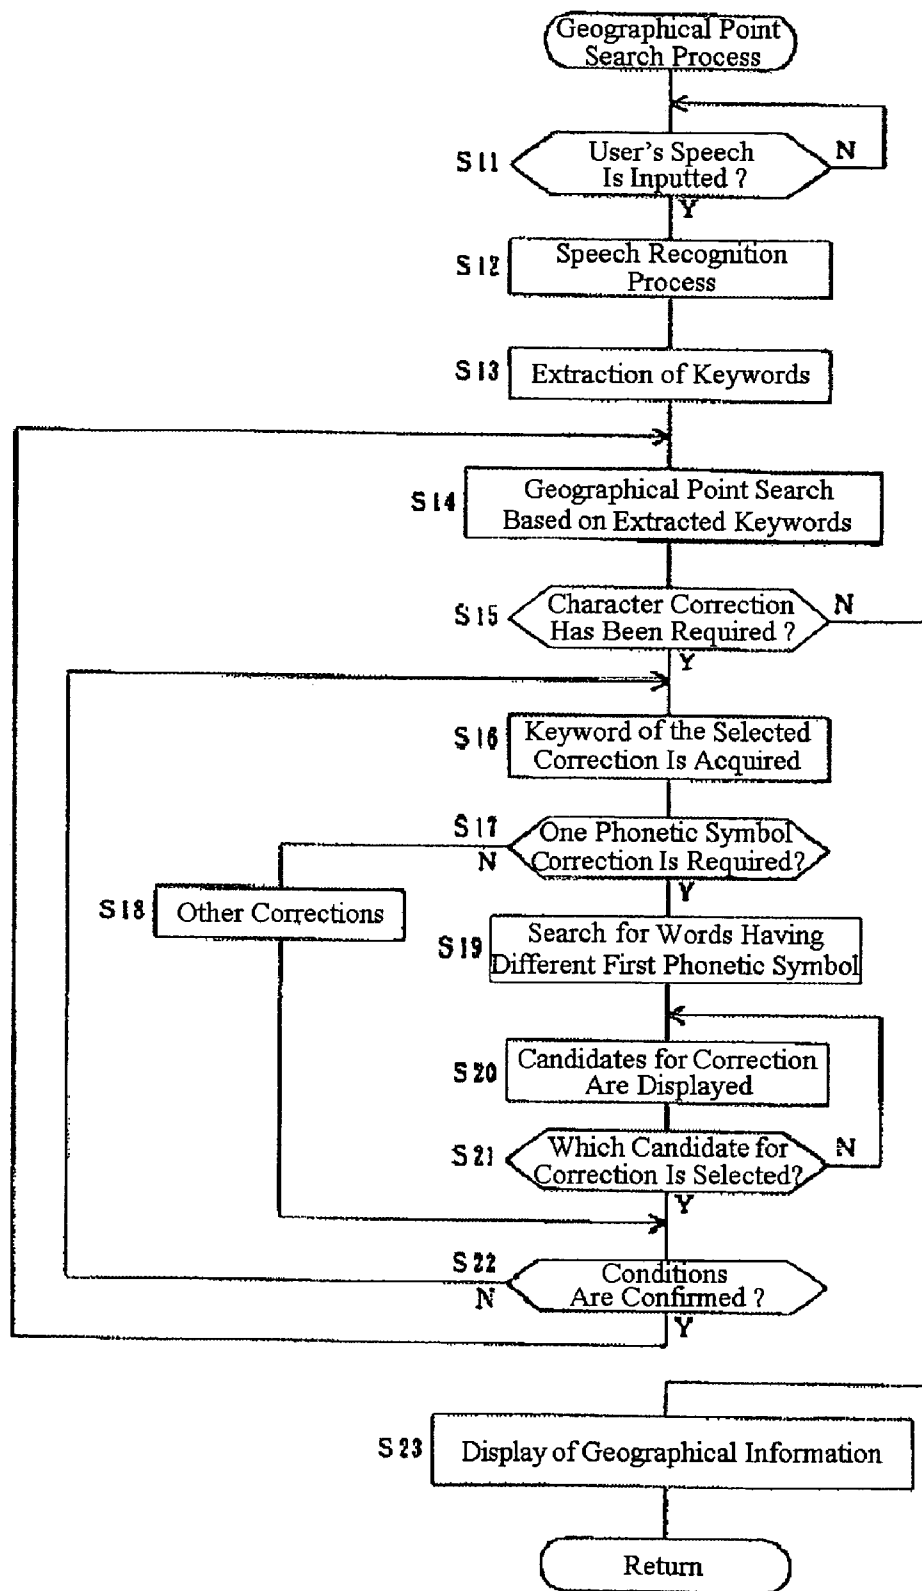 Geographical Point
Search Process
S11
User's Speech
Is Inputted ?
N
Y
S12
Speech Recognition
Process
S13
Extraction of Keywords
S14
Geographical Point Search
Based on Extracted Keywords
S15
Character Correction
Has Been Required ?
N
Y
S16
Keyword of the Selected
Correction Is Acquired
S17
N
One Phonetic Symbol
Correction Is Required?
Y
S18
Other Corrections
S19
Search for Words Having
Different First Phonetic Symbol
S20
Candidates for Correction
Are Displayed
S21
Which Candidate for
Correction Is Selected?
N
Y
S22
N
Conditions
Are Confirmed ?
Y
S23
Display of Geographical Information
Return